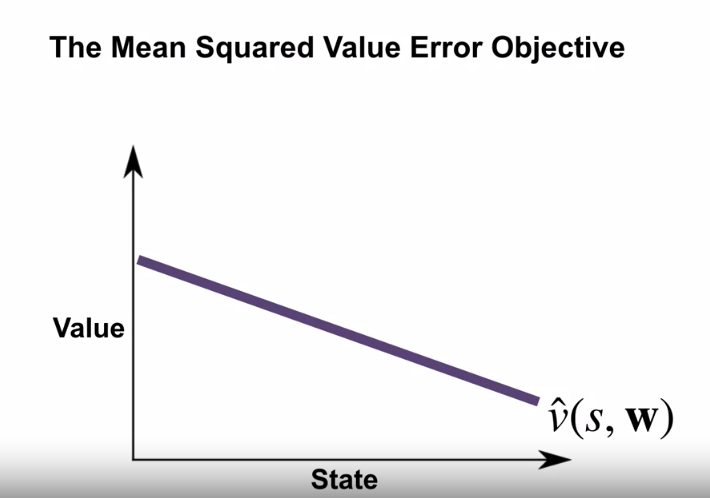 The Mean Squared Value Error Objective
Value
v̂(s, w)
State